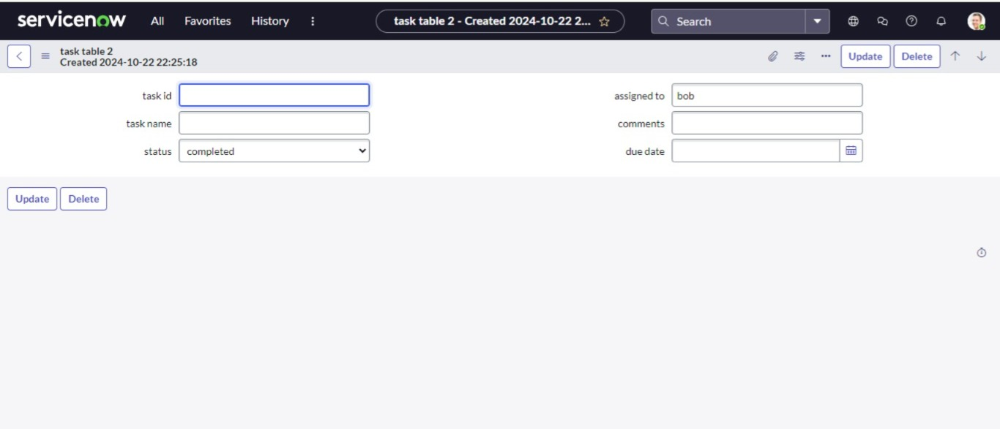 servicenow All Favorites History task table 2 - Created 2024-10-22 2... Search
task table 2
Created 2024-10-22 22:25:18
Update Delete
task id
assigned to bob
task name
comments
status completed
due date
Update Delete